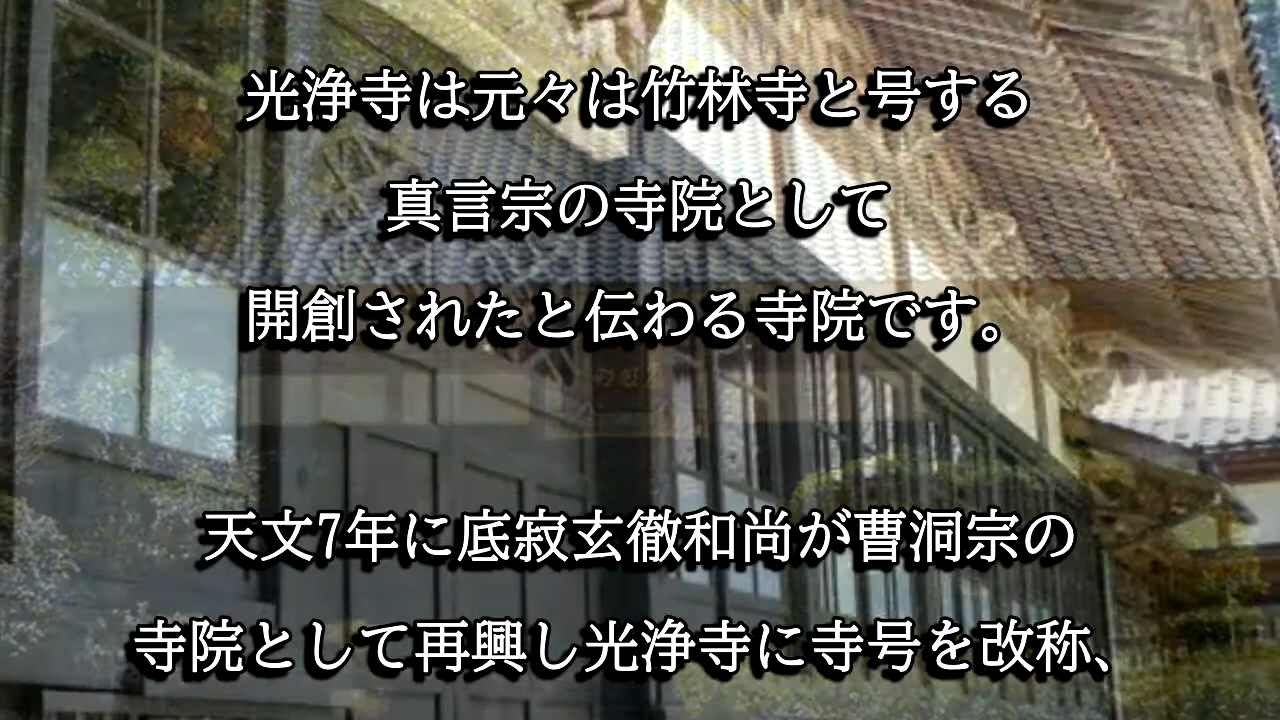 光浄寺は元々は竹林寺と号する
真言宗の寺院として
開創されたと伝わる寺院です。
天文7年に底寂玄徹和尚が曹洞宗の
寺院として再興し光浄寺に寺号を改称、